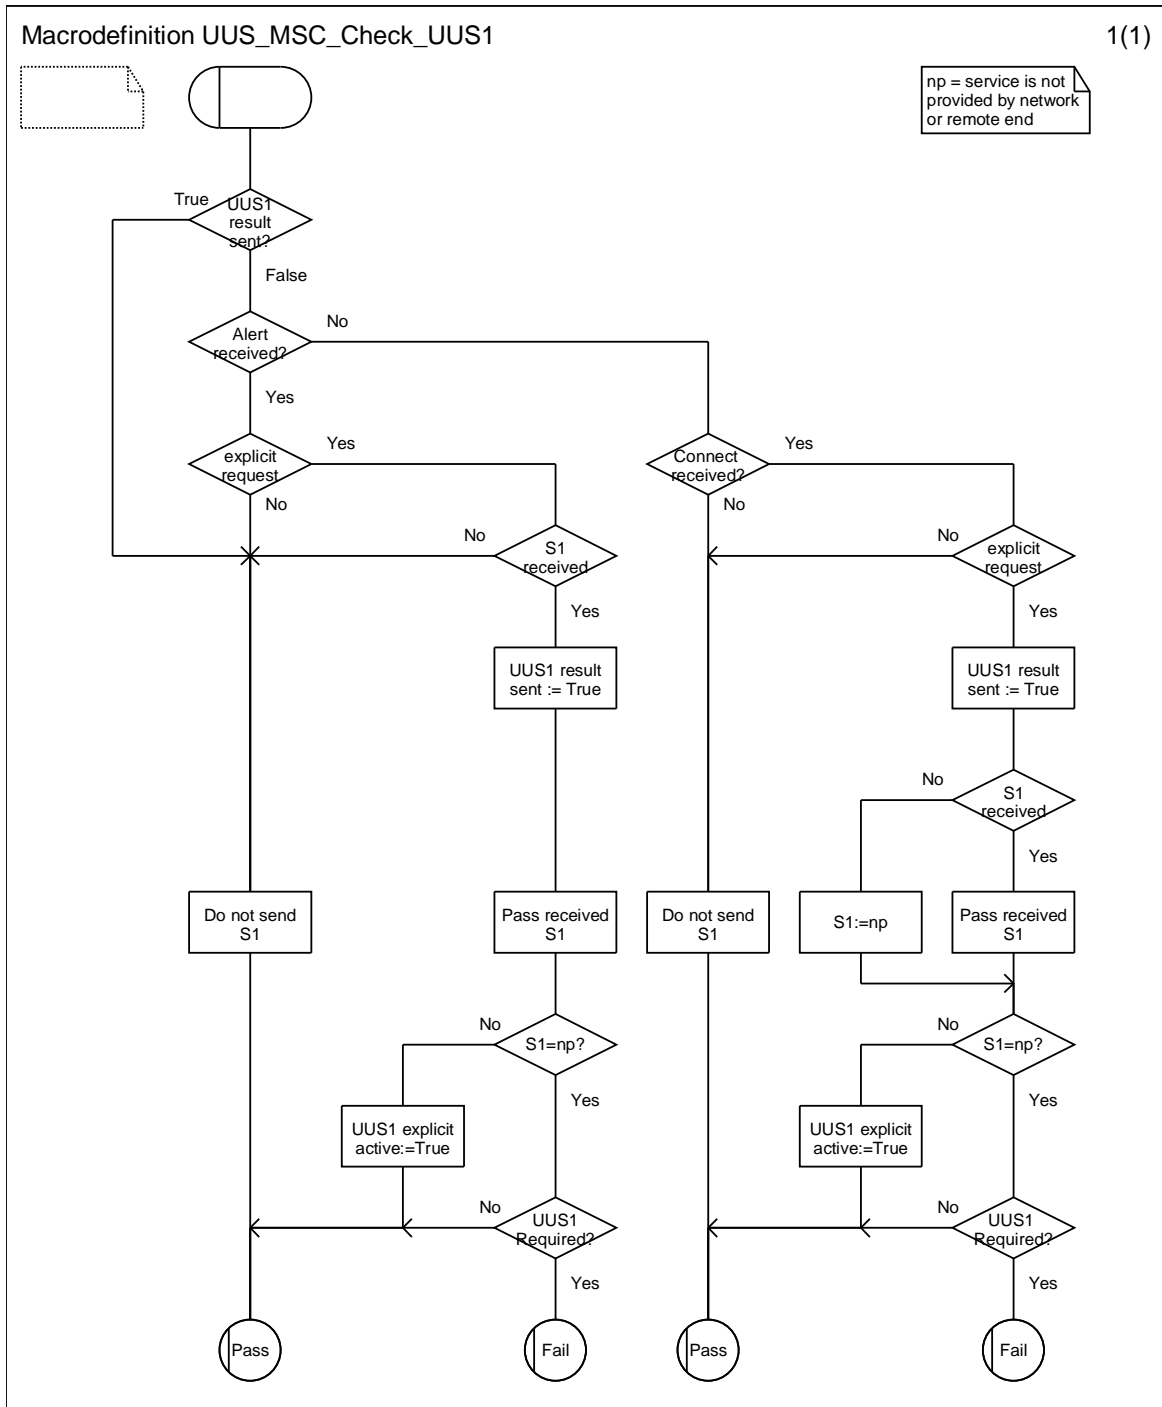 Macrodefinition UUS_MSC_Check_UUS1
1(1)
np = service is not
provided by network
or remote end
True
UUS1
result
sent?
False
Alert
received?
No
Yes
explicit
request
Yes
No
Connect
received?
Yes
No
No
S1
received
Yes
No
explicit
request
Yes
UUS1 result
sent := True
UUS1 result
sent := True
No
S1
received
Yes
Do not send
S1
Pass received
S1
Do not send
S1
S1:=np
Pass received
S1
No
S1=np?
Yes
No
S1=np?
Yes
UUS1 explicit
active:=True
UUS1 explicit
active:=True
No
UUS1
Required?
Yes
No
UUS1
Required?
Yes
Pass
Fail
Pass
Fail